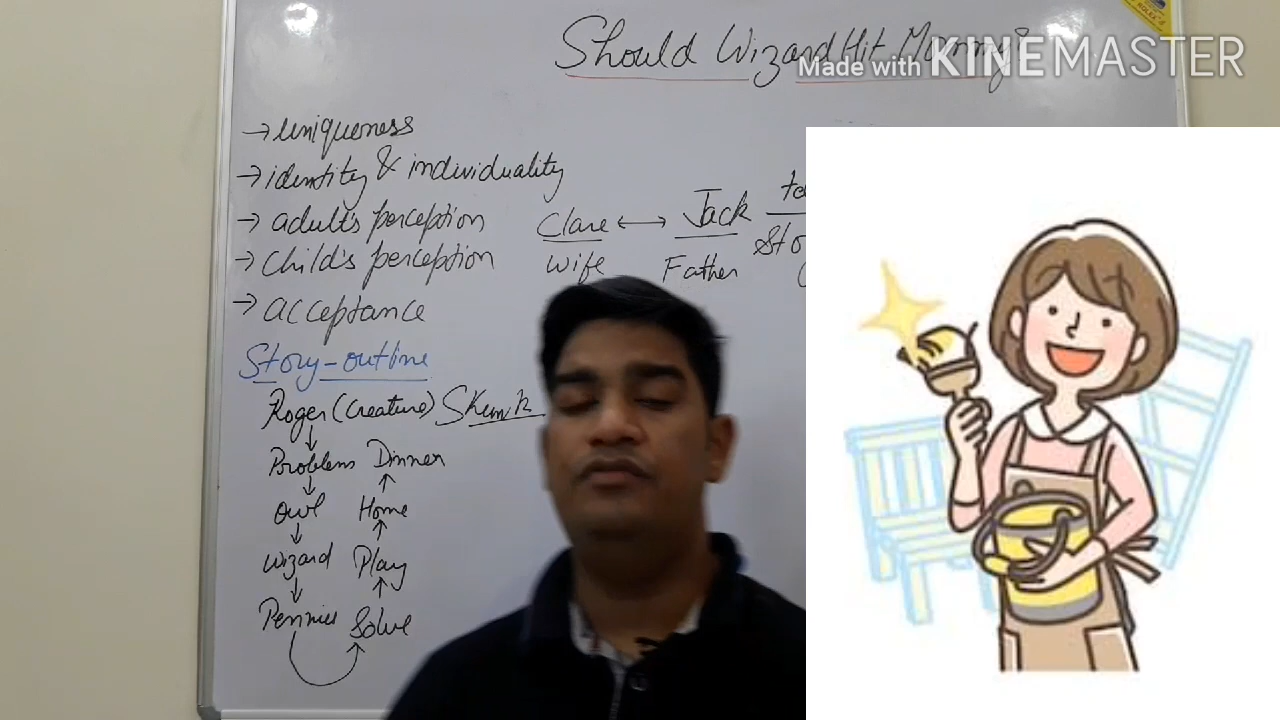 Should Wizard Hit Mommy?
Made with KINEMASTER
→ uniqueness
→ identity & individuality
→ adult's perception
→ child's perception
→ acceptance
Clare ↔ Jack
Wife Father
Story-outline
Roger (Creature) Skunk
Problem Dinner
Owl Home
Wizard Play
Pennies Solve